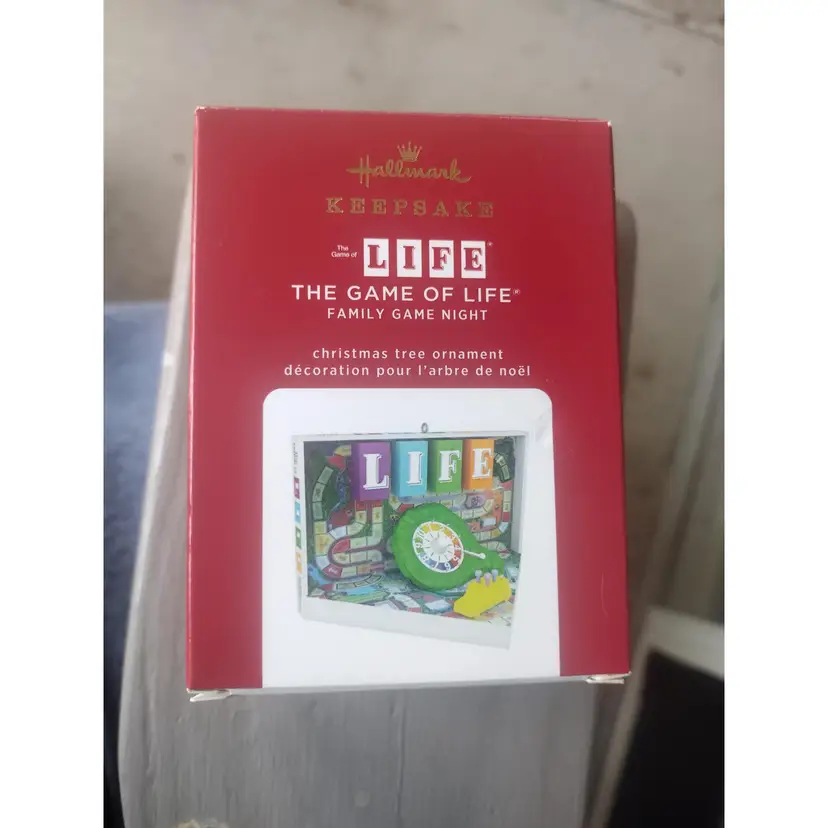 Hallmark
KEEPSAKE
The
Game of
LIFE®
THE GAME OF LIFE®
FAMILY GAME NIGHT
christmas tree ornament
décoration pour l'arbre de noël
LIFE